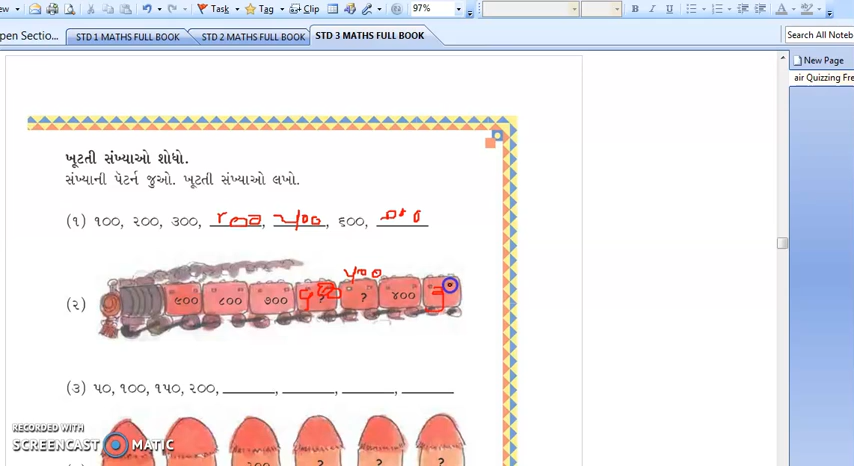 Task Tag Clip 97%
pen Sectio... STD 1 MATHS FULL BOOK STD 2 MATHS FULL BOOK STD 3 MATHS FULL BOOK Search All Noteb
New Page
air Quizzing Fre
ખૂટતી સંખ્યાઓ શોધો.
સંખ્યાની પૅટર્ન જુઓ. ખૂટતી સંખ્યાઓ લખો.
(૧) ૧૦૦, ૨૦૦, ૩૦૦, ૪૦૦, ૫૦૦, ૬૦૦,
૫૦૦
(૨) ૯૦૦ ૮૦૦ ૭૦૦ ? ? ૪૦૦
(૩) ૫૦, ૧૦૦, ૧૫૦, ૨૦૦,
RECORDED WITH
SCREENCAST MATIC
? ? ?